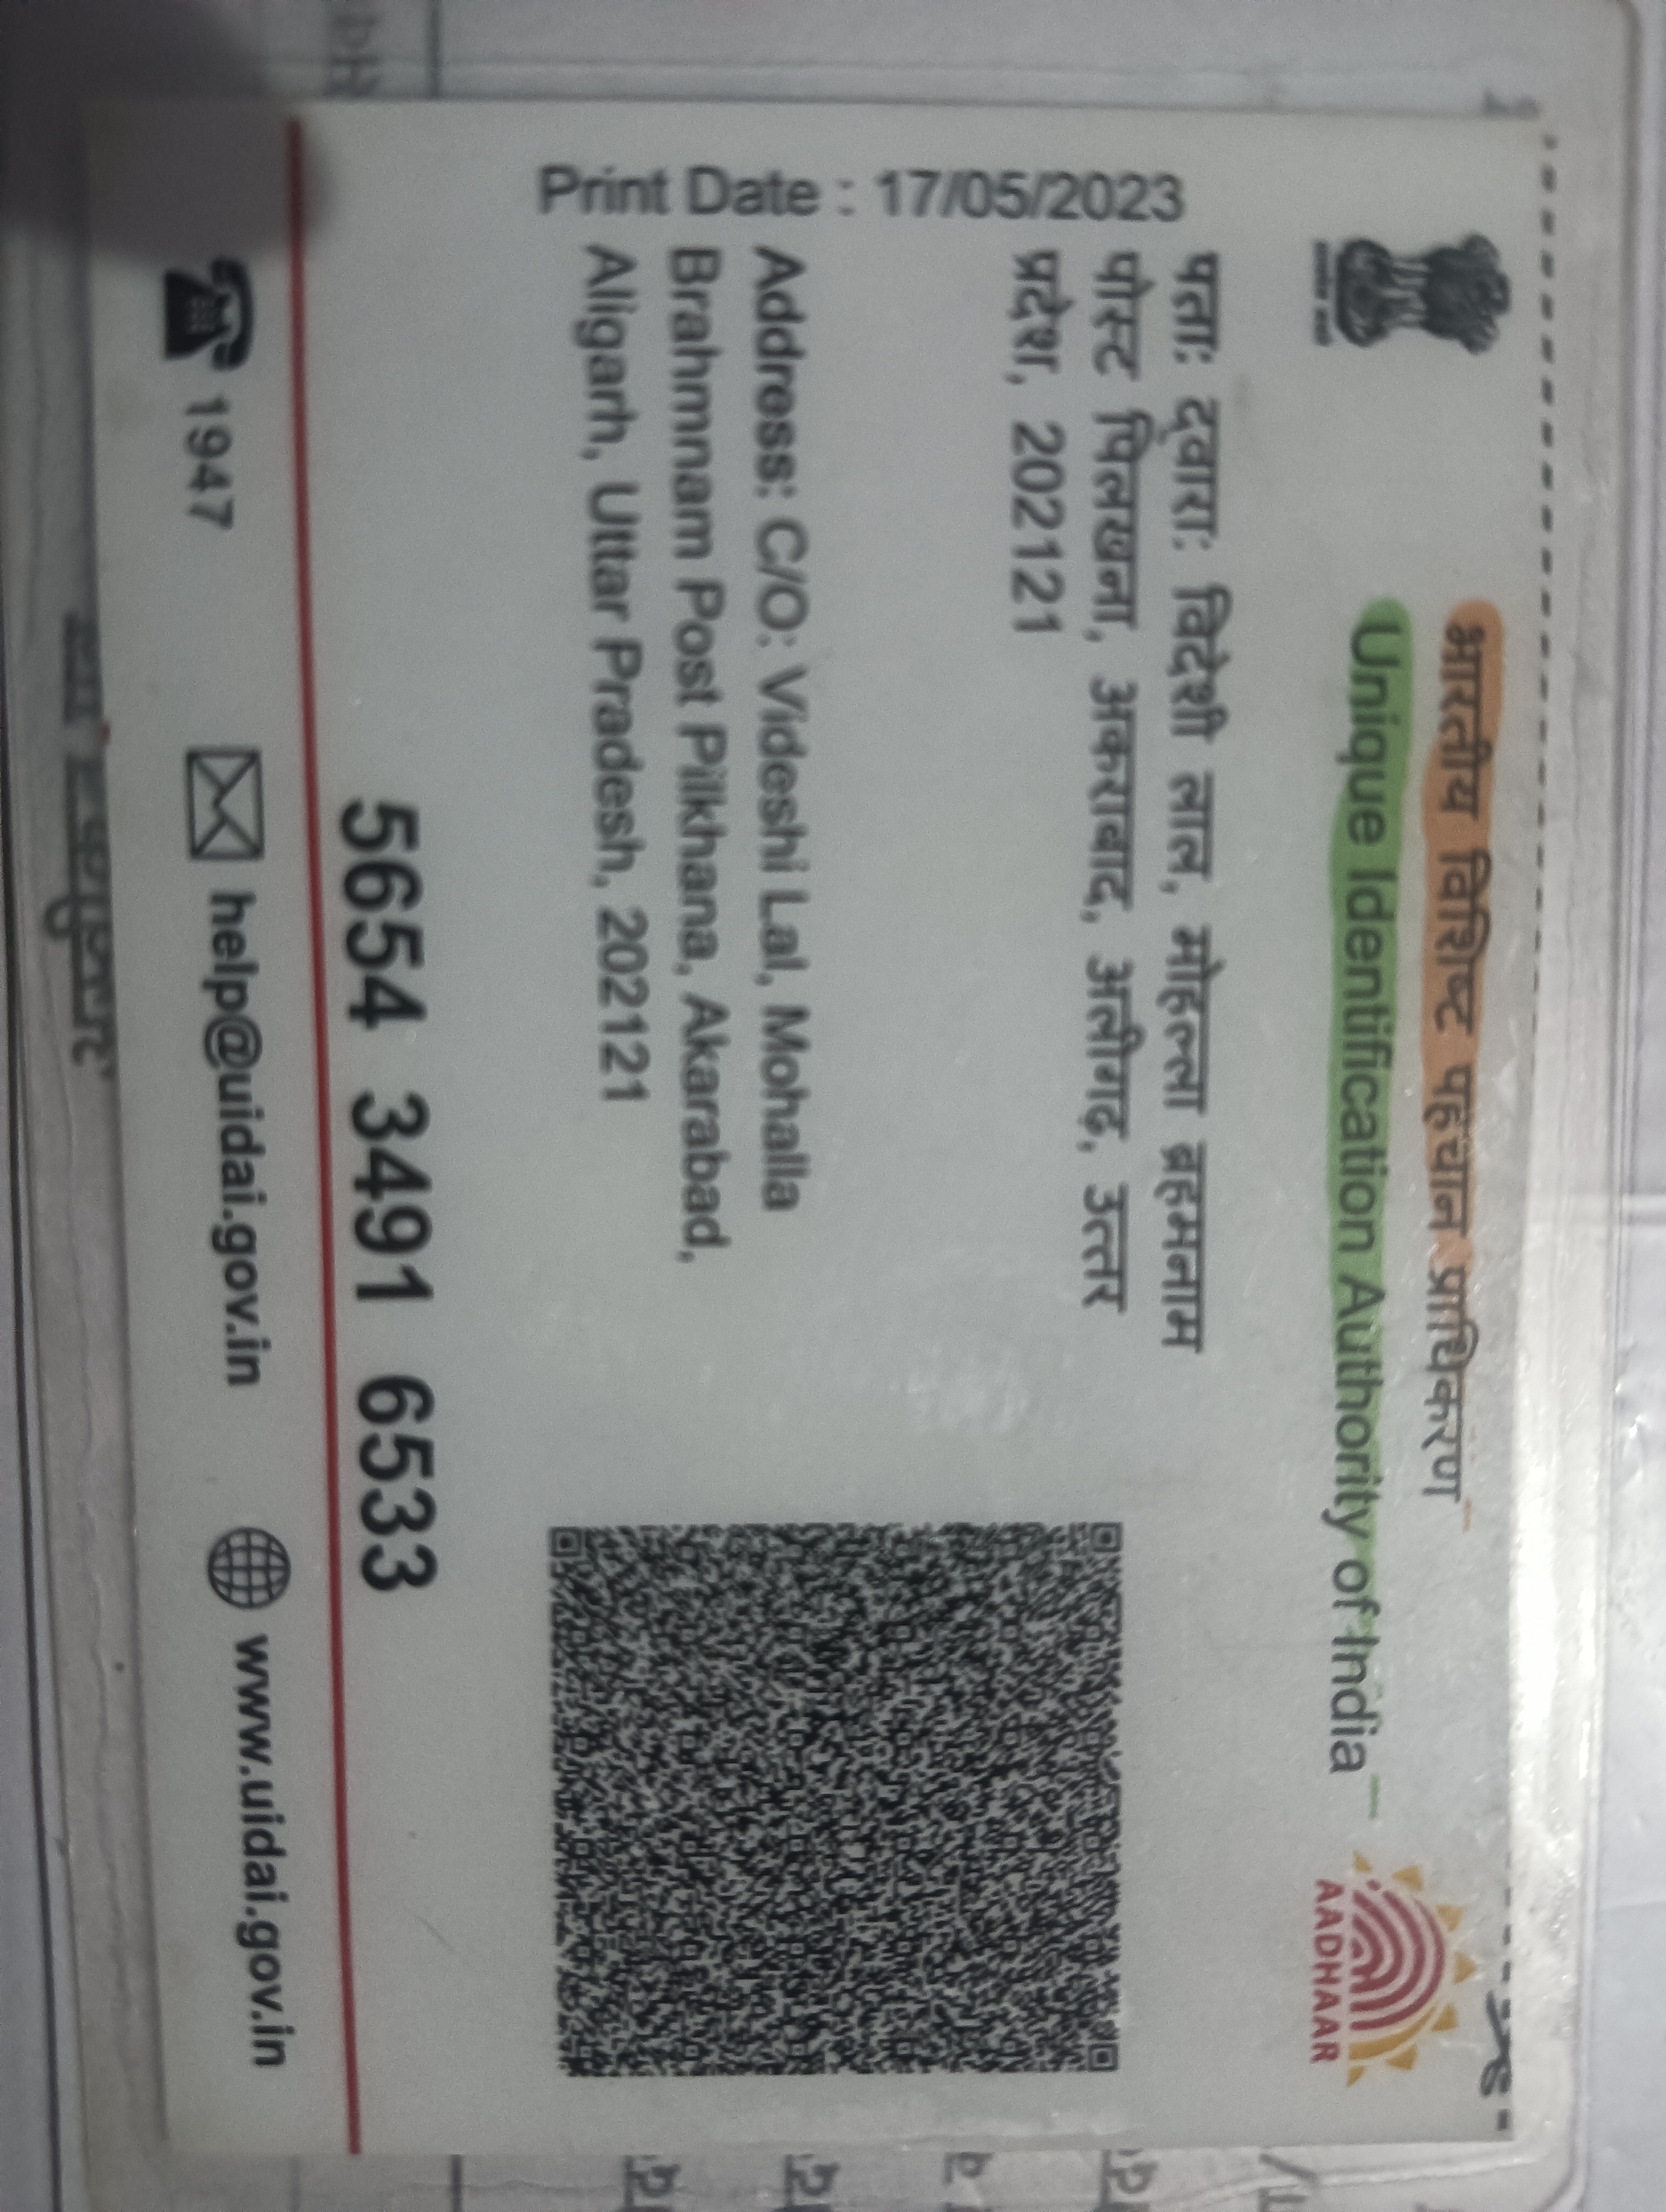 भारतीय विशिष्ट पहचान प्राधिकरण
Unique Identification Authority of India
AADHAAR
Print Date : 17/05/2023
पता: द्वारा: विदेशी लाल, मोहल्ला ब्रहमनाम
पोस्ट पिलखना, अकराबाद, अलीगढ़, उत्तर
प्रदेश, 202121
Address: C/O: Videshi Lal, Mohalla
Brahmnam Post Pilkhana, Akarabad,
Aligarh, Uttar Pradesh, 202121
5654 3491 6533
1947
help@uidai.gov.in
www.uidai.gov.in